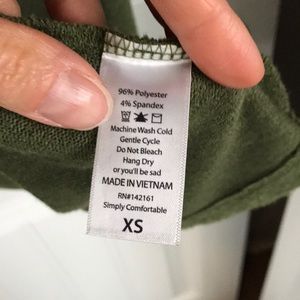 96% Polyester
4% Spandex
Machine Wash Cold
Gentle Cycle
Do Not Bleach
Hang Dry
or you'll be sad
MADE IN VIETNAM
RN#142161
Simply Comfortable
XS